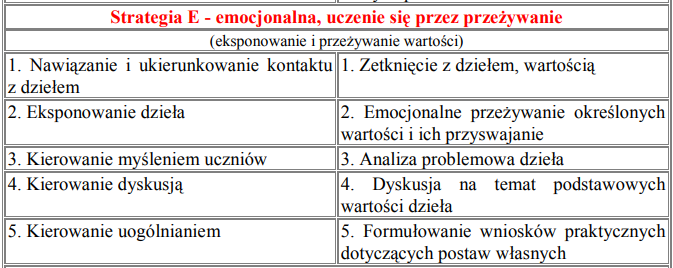 Strategia E - emocjonalna, uczenie się przez przeżywanie
(eksponowanie i przeżywanie wartości)
1. Nawiązanie i ukierunkowanie kontaktu
z dziełem
1. Zetknięcie z dziełem, wartością
2. Eksponowanie dzieła
2. Emocjonalne przeżywanie określonych
wartości i ich przyswajanie
3. Kierowanie myśleniem uczniów
3. Analiza problemowa dzieła
4. Kierowanie dyskusją
4. Dyskusja na temat podstawowych
wartości dzieła
5. Kierowanie uogólnianiem
5. Formułowanie wniosków praktycznych
dotyczących postaw własnych